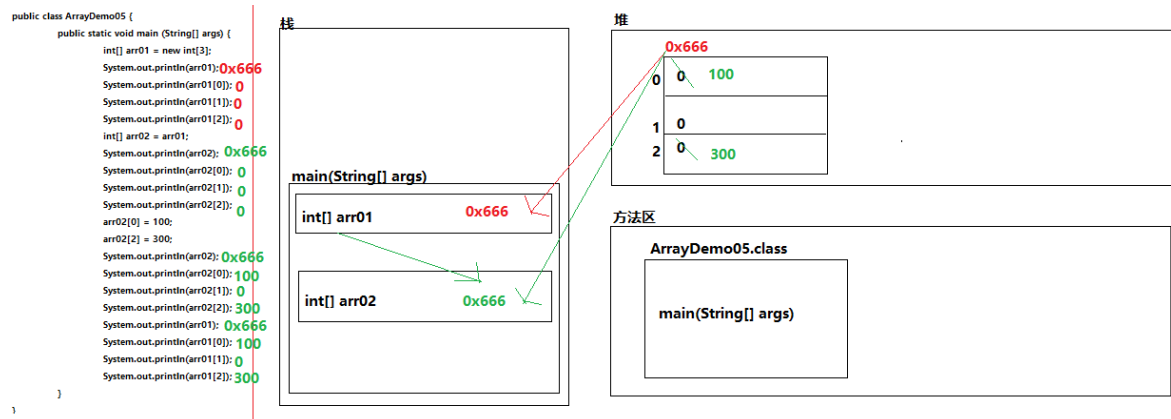 public class ArrayDemo05 {
public static void main (String[] args) {
int[] arr01 = new int[3];
System.out.println(arr01); 0x666
System.out.println(arr01[0]); 0
System.out.println(arr01[1]); 0
System.out.println(arr01[2]); 0
int[] arr02 = arr01;
System.out.println(arr02); 0x666
System.out.println(arr02[0]); 0
System.out.println(arr02[1]); 0
System.out.println(arr02[2]); 0
arr02[0] = 100;
arr02[2] = 300;
System.out.println(arr02); 0x666
System.out.println(arr02[0]); 100
System.out.println(arr02[1]); 0
System.out.println(arr02[2]); 300
System.out.println(arr01); 0x666
System.out.println(arr01[0]); 100
System.out.println(arr01[1]); 0
System.out.println(arr01[2]); 300
}
}
栈
main(String[] args)
int[] arr01 0x666
int[] arr02 0x666
堆
0x666
0 0 100
1 0
2 0 300
方法区
ArrayDemo05.class
main(String[] args)